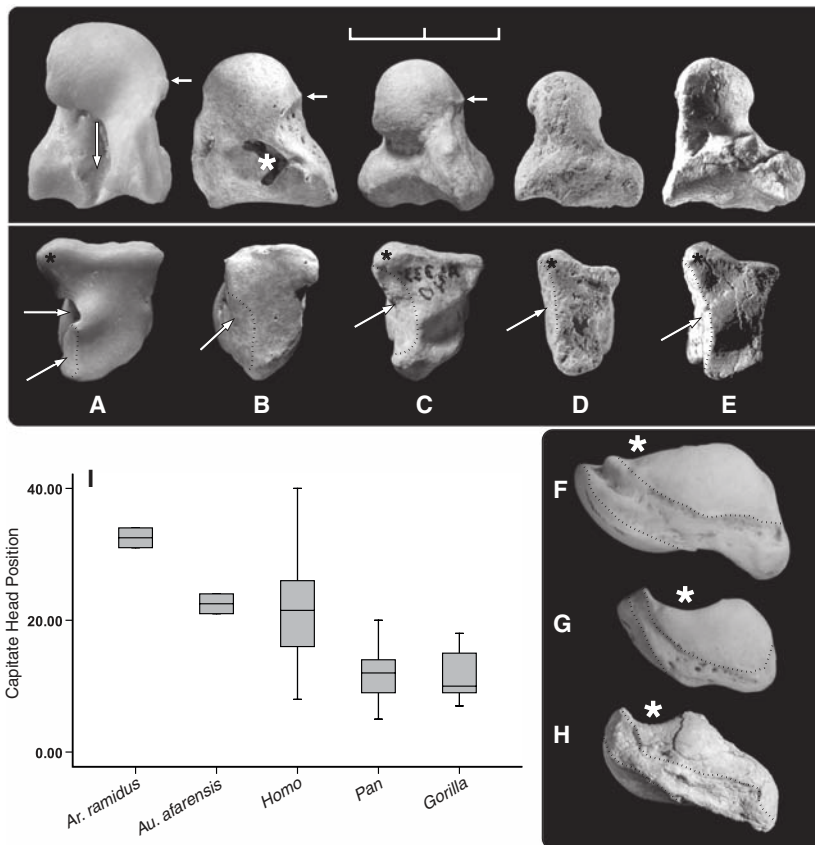 *
* * * *
A B C D E
I
40.00
20.00
0.00
Capitate Head Position
Ar. ramidus Au. afarensis Homo Pan Gorilla
*
F
*
G
*
H